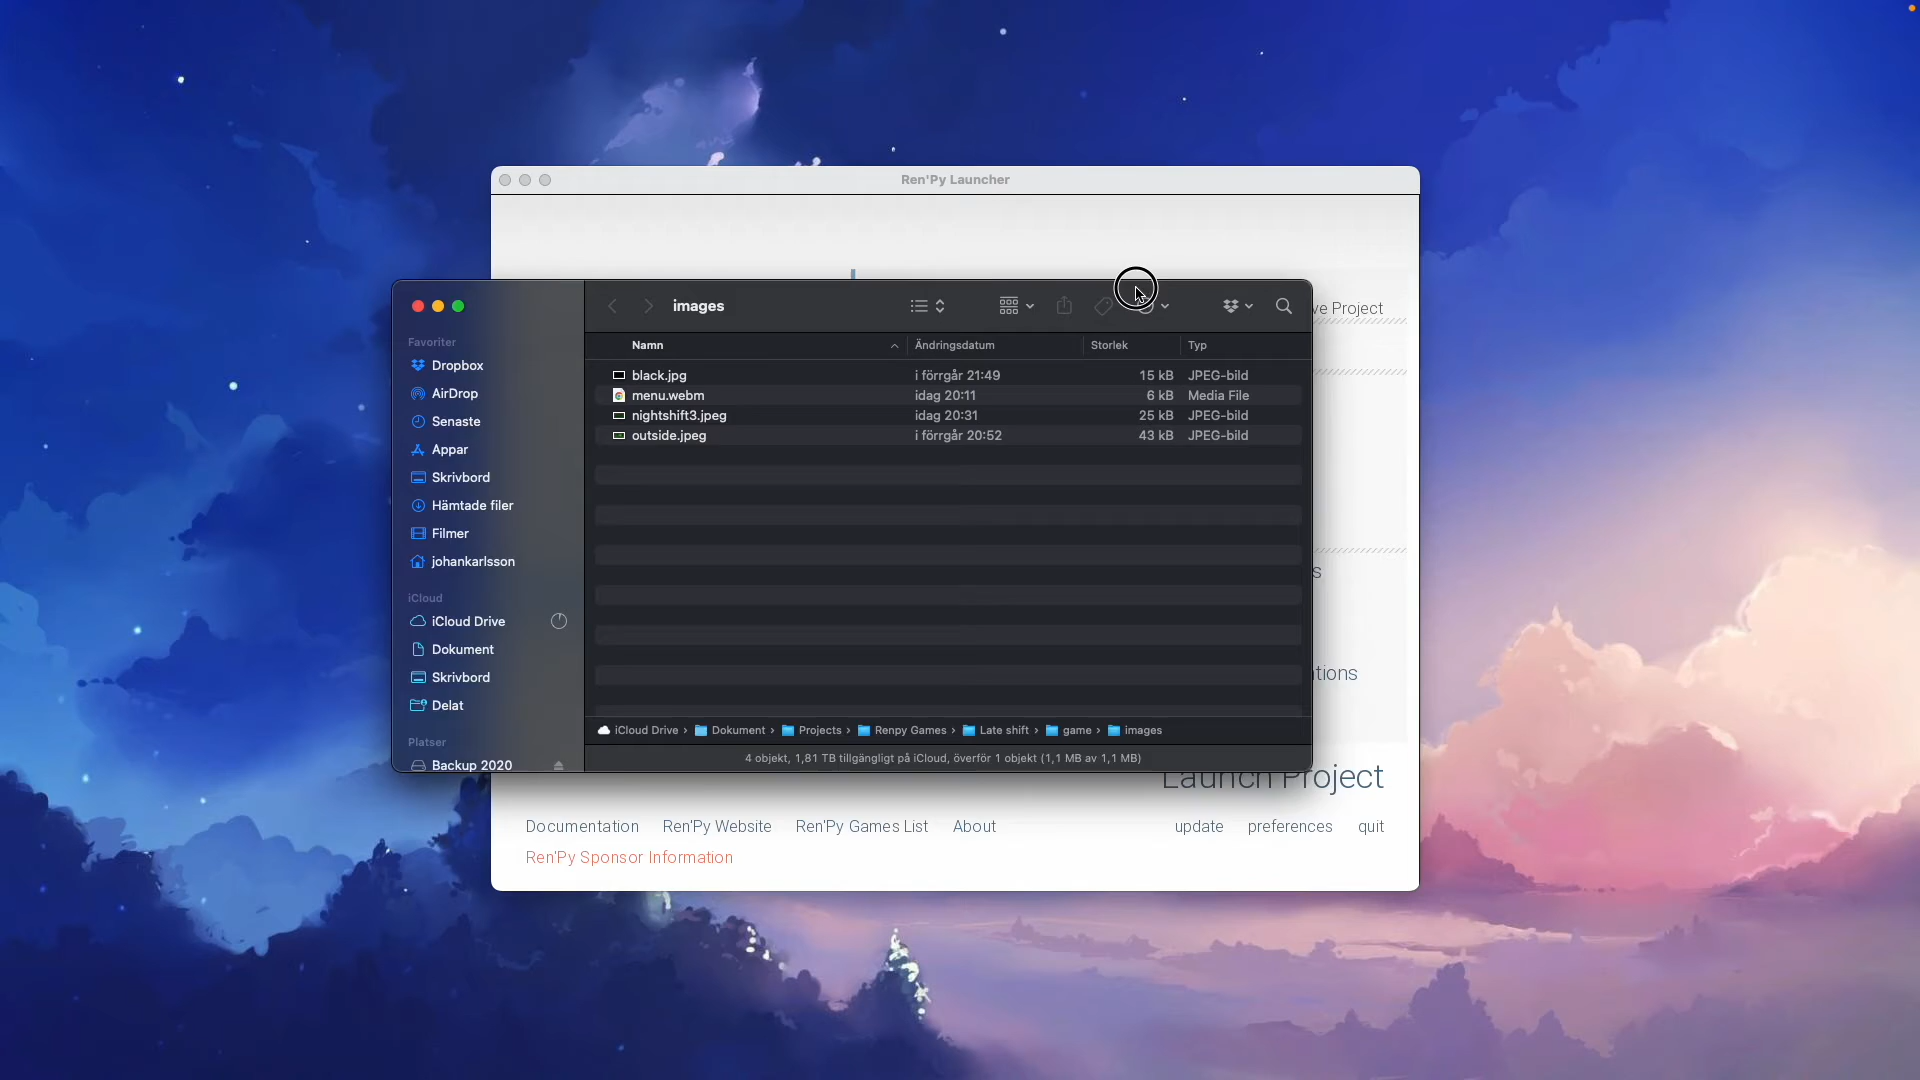 Ren'Py Launcher
images
ve Project
Favoriter
Dropbox
AirDrop
Senaste
Appar
Skrivbord
Hämtade filer
Filmer
johankarlsson
iCloud
iCloud Drive
Dokument
Skrivbord
Delat
Platser
Backup 2020
Namn Ändringsdatum Storlek Typ
black.jpg i förrgår 21:49 15 kB JPEG-bild
menu.webm idag 20:11 6 kB Media File
nightshift3.jpeg idag 20:31 25 kB JPEG-bild
outside.jpeg i förrgår 20:52 43 kB JPEG-bild
s
tions
iCloud Drive › Dokument › Projects › Renpy Games › Late shift › game › images
4 objekt, 1,81 TB tillgängligt på iCloud, överför 1 objekt (1,1 MB av 1,1 MB)
Launch Project
Documentation Ren'Py Website Ren'Py Games List About update preferences quit
Ren'Py Sponsor Information